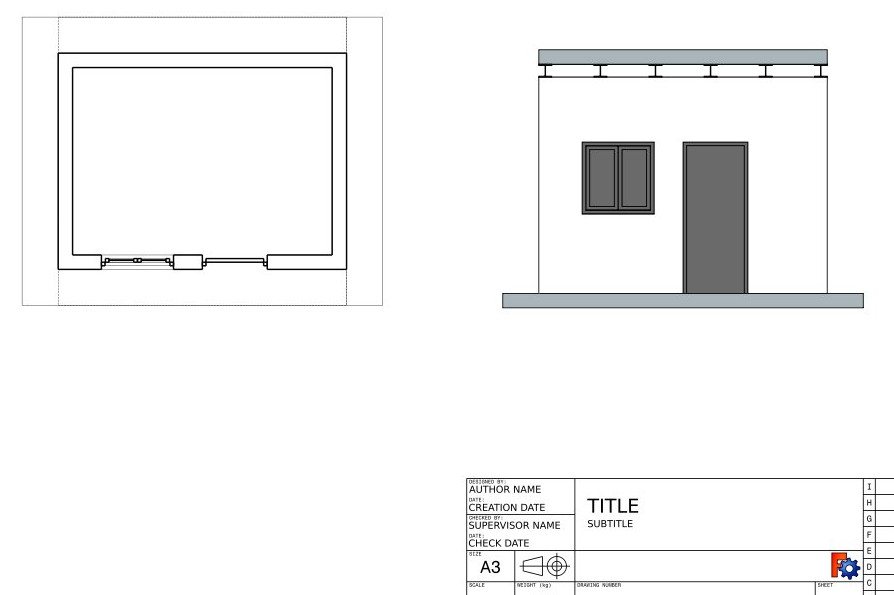 DESIGNED BY:
AUTHOR NAME
DATE:
CREATION DATE
CHECKED BY:
SUPERVISOR NAME
DATE:
CHECK DATE
SIZE
A3
SCALE
WEIGHT (kg)
TITLE
SUBTITLE
DRAWING NUMBER
SHEET
I
H
G
F
E
D
C